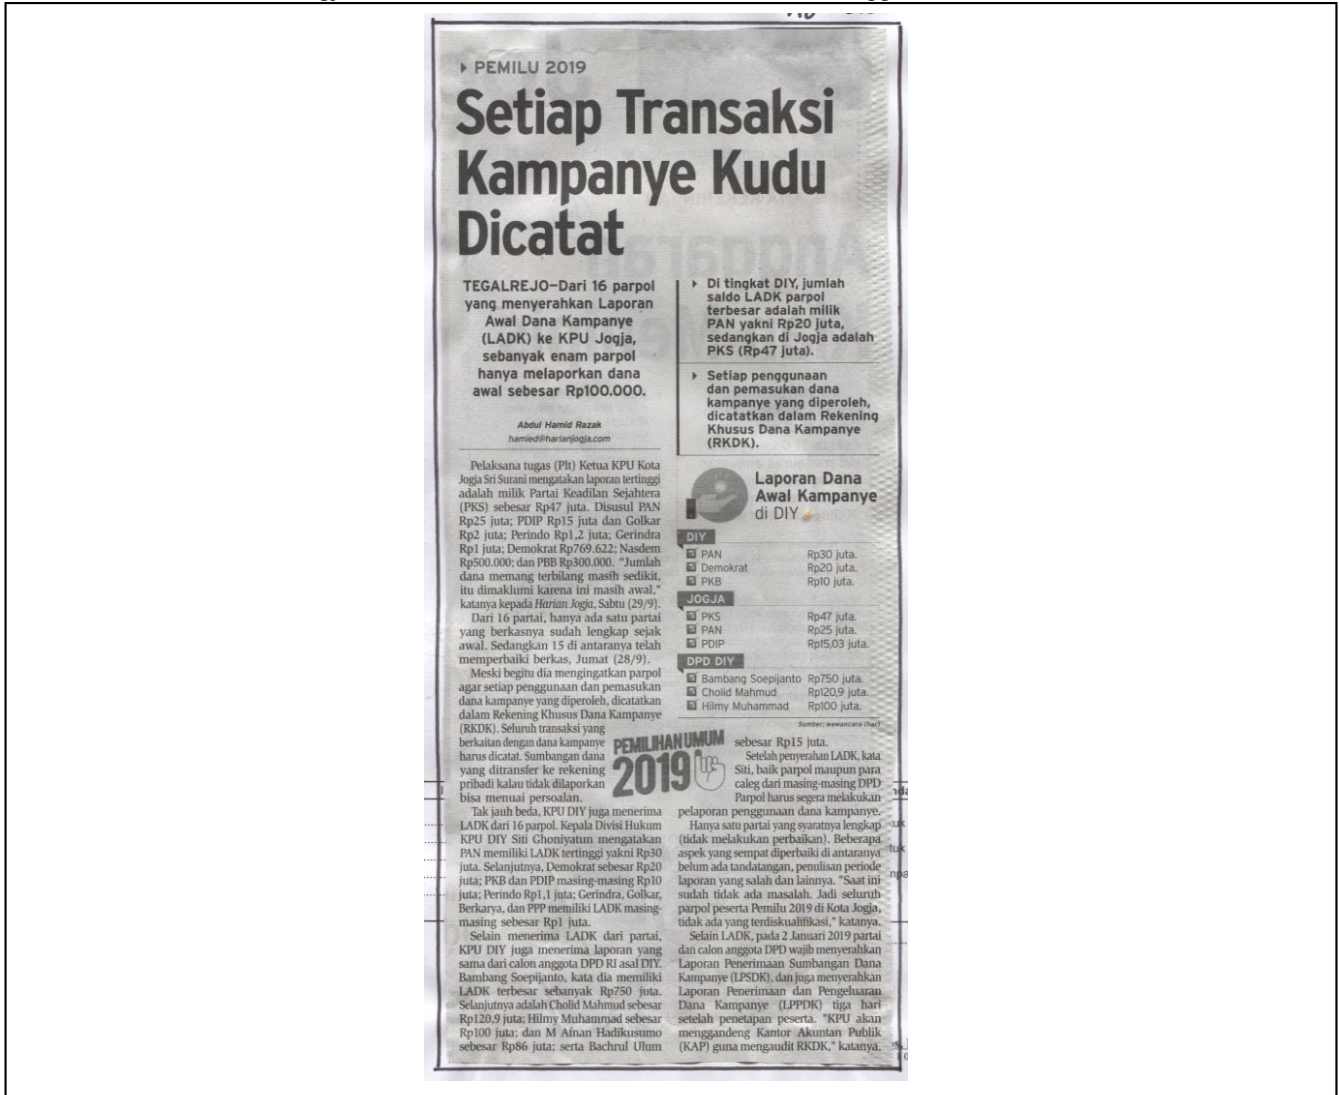 PEMILU 2019
Setiap Transaksi
Kampanye Kudu
Dicatat
TEGALREJO—Dari 16 parpol
yang menyerahkan Laporan
Awal Dana Kampanye
(LADK) ke KPU Jogja,
sebanyak enam parpol
hanya melaporkan dana
awal sebesar Rp100.000.
Abdul Hamid Razak
hamied@harianjogja.com
Di tingkat DIY, jumlah
saldo LADK parpol
terbesar adalah milik
PAN yakni Rp20 juta,
sedangkan di Jogja adalah
PKS (Rp47 juta).
Setiap penggunaan
dan pemasukan dana
kampanye yang diperoleh,
dicatatkan dalam Rekening
Khusus Dana Kampanye
(RKDK).
Pelaksana tugas (Plt) Ketua KPU Kota
Jogja Sri Surani mengatakan laporan tertinggi
adalah milik Partai Keadilan Sejahtera
(PKS) sebesar Rp47 juta. Disusul PAN
Rp25 juta; PDIP Rp15 juta dan Golkar
Rp2 juta; Perindo Rp1,2 juta; Gerindra
Rp1 juta; Demokrat Rp769.622; Nasdem
Rp500.000; dan PBB Rp300.000. "Jumlah
dana memang terbilang masih sedikit,
itu dimaklumi karena ini masih awal,"
katanya kepada Harian Jogja, Sabtu (29/9).
Dari 16 partai, hanya ada satu partai
yang berkasnya sudah lengkap sejak
awal. Sedangkan 15 di antaranya telah
memperbaiki berkas, Jumat (28/9).
Meski begitu dia mengingatkan parpol
agar setiap penggunaan dan pemasukan
dana kampanye yang diperoleh, dicatatkan
dalam Rekening Khusus Dana Kampanye
(RKDK). Seluruh transaksi yang
berkaitan dengan dana kampanye
harus dicatat. Sumbangan dana
yang ditransfer ke rekening
pribadi kalau tidak dilaporkan
bisa menuai persoalan.
Tak jauh beda, KPU DIY juga menerima
LADK dari 16 parpol. Kepala Divisi Hukum
KPU DIY Siti Ghoniyatun mengatakan
PAN memiliki LADK tertinggi yakni Rp30
juta. Selanjutnya, Demokrat sebesar Rp20
juta; PKB dan PDIP masing-masing Rp10
juta; Perindo Rp1,1 juta; Gerindra, Golkar,
Berkarya, dan PPP memiliki LADK masing-
masing sebesar Rp1 juta.
Selain menerima LADK dari partai,
KPU DIY juga menerima laporan yang
sama dari calon anggota DPD RI asal DIY.
Bambang Soepijanto, kata dia memiliki
LADK terbesar sebanyak Rp750 juta.
Selanjutnya adalah Cholid Mahmud sebesar
Rp120,9 juta; Hilmy Muhammad sebesar
Rp100 juta; dan M Afnan Hadikusumo
sebesar Rp86 juta; serta Bachrul Ulum
Laporan Dana
Awal Kampanye
di DIY
DIY
PAN Rp30 juta.
Demokrat Rp20 juta.
PKB Rp10 juta.
JOGJA
PKS Rp47 juta.
PAN Rp25 juta.
PDIP Rp15,03 juta.
DPD DIY
Bambang Soepijanto Rp750 juta.
Cholid Mahmud Rp120,9 juta.
Hilmy Muhammad Rp100 juta.
Sumber: wawancara (har)
PEMILIHAN UMUM
2019
sebesar Rp15 juta.
Setelah penyerahan LADK, kata
Siti, baik parpol maupun para
caleg dari masing-masing DPD
Parpol harus segera melakukan
pelaporan penggunaan dana kampanye.
Hanya satu partai yang syaratnya lengkap
(tidak melakukan perbaikan). Beberapa
aspek yang sempat diperbaiki di antaranya
belum ada tandatangan, penulisan periode
laporan yang salah dan lainnya. "Saat ini
sudah tidak ada masalah. Jadi seluruh
parpol peserta Pemilu 2019 di Kota Jogja,
tidak ada yang terdiskualifikasi," katanya.
Selain LADK, pada 2 Januari 2019 partai
dan calon anggota DPD wajib menyerahkan
Laporan Penerimaan Sumbangan Dana
Kampanye (LPSDK), dan juga menyerahkan
Laporan Penerimaan dan Pengeluaran
Dana Kampanye (LPPDK) tiga hari
setelah penetapan peserta. "KPU akan
menggandeng Kantor Akuntan Publik
(KAP) guna mengaudit RKDK," katanya.